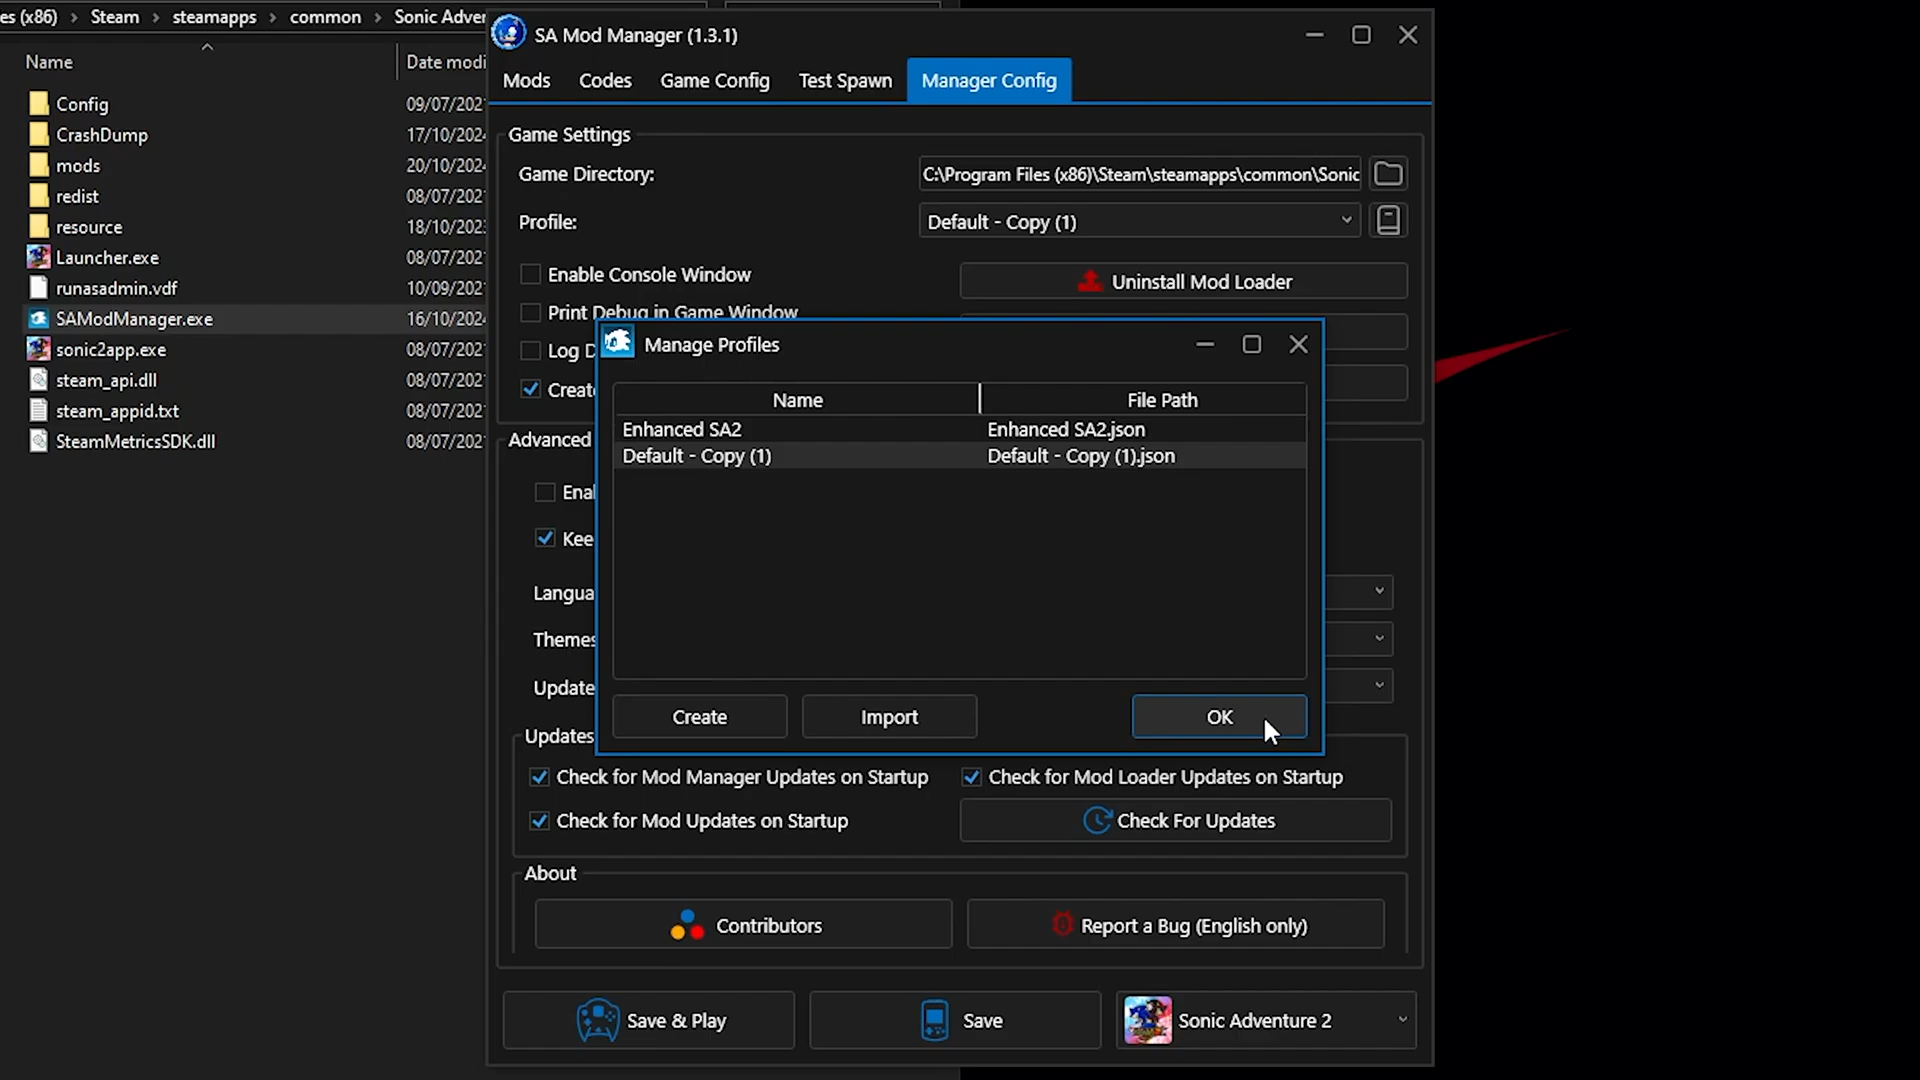 es (x86) > Steam > steamapps > common > Sonic Adver
Name
Date modi
Config
09/07/202
CrashDump
17/10/2024
mods
20/10/2024
redist
08/07/202
resource
18/10/202
Launcher.exe
08/07/202
runasadmin.vdf
10/09/202
SAModManager.exe
16/10/2024
sonic2app.exe
08/07/202
steam_api.dll
08/07/202
steam_appid.txt
08/07/202
SteamMetricsSDK.dll
08/07/202
SA Mod Manager (1.3.1)
Mods
Codes
Game Config
Test Spawn
Manager Config
Game Settings
Game Directory:
C:\Program Files (x86)\Steam\steamapps\common\Sonic
Profile:
Default - Copy (1)
Enable Console Window
Uninstall Mod Loader
Print Debug in Game Window
Log D
Create
Manage Profiles
Name
File Path
Enhanced SA2
Enhanced SA2.json
Default - Copy (1)
Default - Copy (1).json
Create
Import
OK
Advanced
Enal
Kee
Langua
Themes
Update
Updates
Check for Mod Manager Updates on Startup
Check for Mod Loader Updates on Startup
Check for Mod Updates on Startup
Check For Updates
About
Contributors
Report a Bug (English only)
Save & Play
Save
Sonic Adventure 2